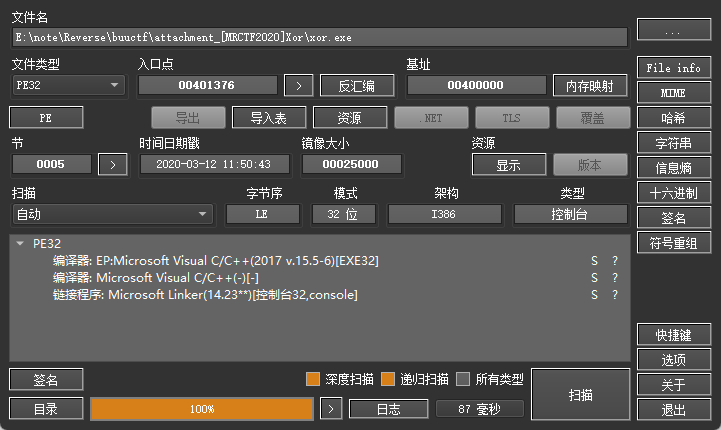 文件名
...
E:\note\Reverse\buuctf\attachment_[MRCTF2020]Xor\xor.exe
文件类型 入口点 基址 File info
PE32 00401376 > 反汇编 00400000 内存映射 MIME
PE 导出 导入表 资源 .NET TLS 覆盖 哈希
节 时间日期戳 镜像大小 资源 字符串
0005 > 2020-03-12 11:50:43 00025000 显示 版本 信息熵
扫描 字节序 模式 架构 类型 十六进制
自动 LE 32 位 I386 控制台 签名
PE32 符号重组
编译器: EP:Microsoft Visual C/C++(2017 v.15.5-6)[EXE32] S ?
编译器: Microsoft Visual C/C++(-)[-] S ?
链接程序: Microsoft Linker(14.23**)[控制台32,console] S ?
快捷键
选项
签名 深度扫描 递归扫描 所有类型 扫描 关于
目录 100% > 日志 87 毫秒 退出